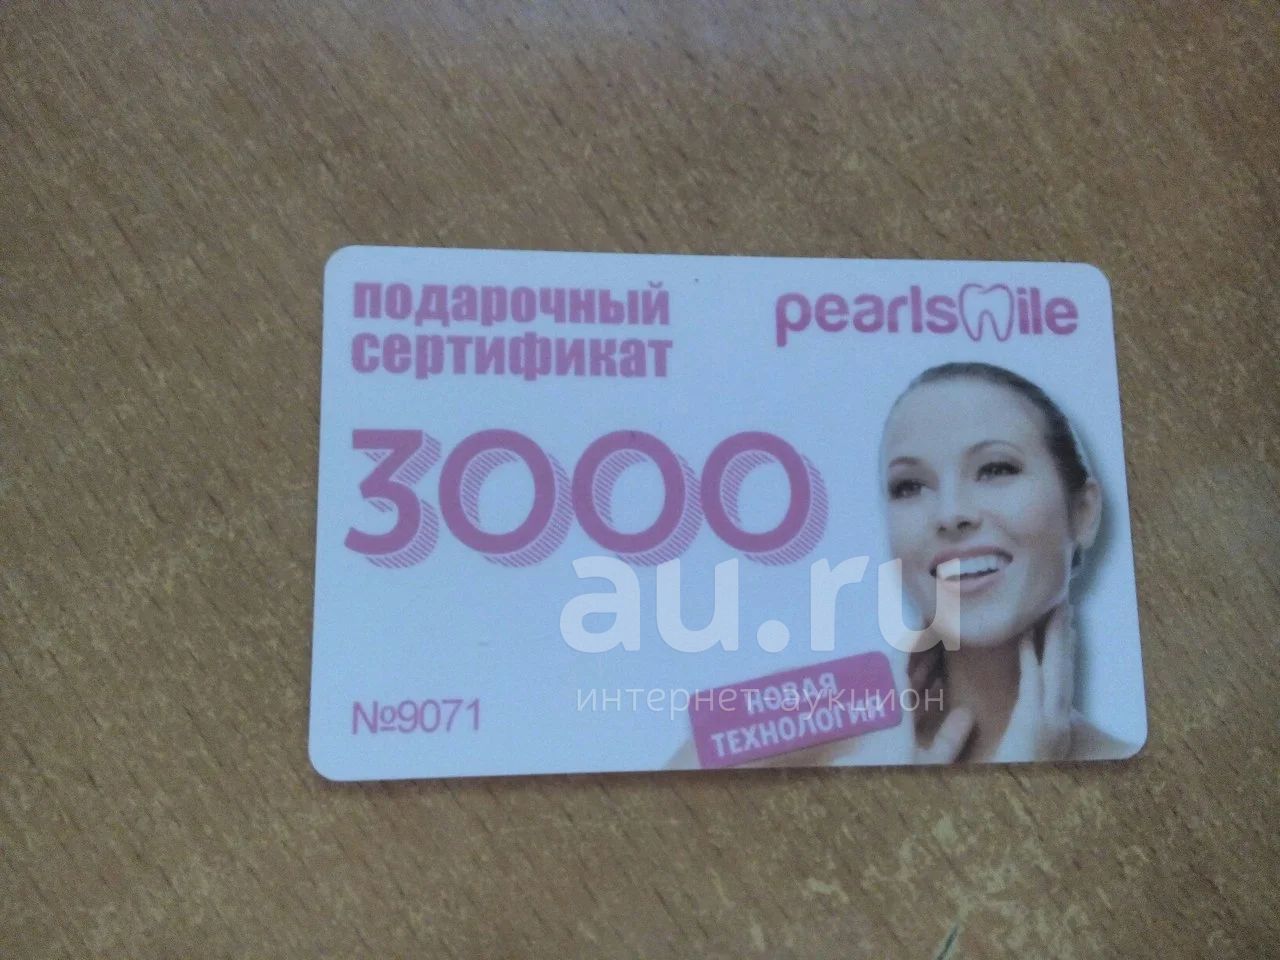 подарочный
сертификат
pearlsmile
3000
au.ru
интернет-аукцион
НОВАЯ
ТЕХНОЛОГИЯ
№9071